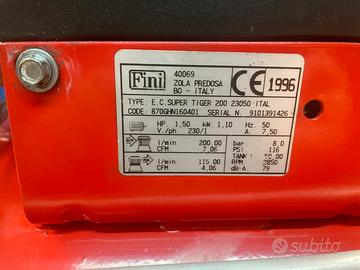 Fini
40069
ZOLA PREDOSA
BO - ITALY
CE 1996
TYPE: E.C.SUPER TIGER 200 23050 ITAL
CODE: 870GHN160401 SERIAL N. 9101391426
HP 1,50 kW. 1,10 Hz 50
V./ph 230/1 A 7,50
l/min. 200,00 bar 8,0
CFM 7,06 PSI 116
TANK
l/min. 115,00 RPM 2850
CFM 4,06 dB-A 79
subito